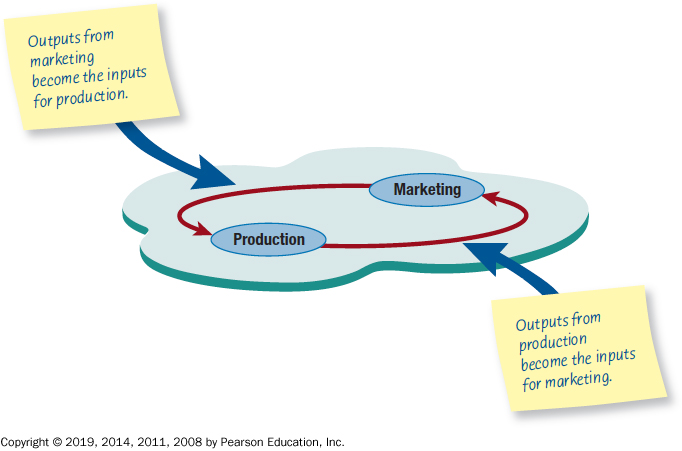 Outputs from
marketing
become the inputs
for production.
Marketing
Production
Outputs from
production
become the inputs
for marketing.
Copyright © 2019, 2014, 2011, 2008 by Pearson Education, Inc.